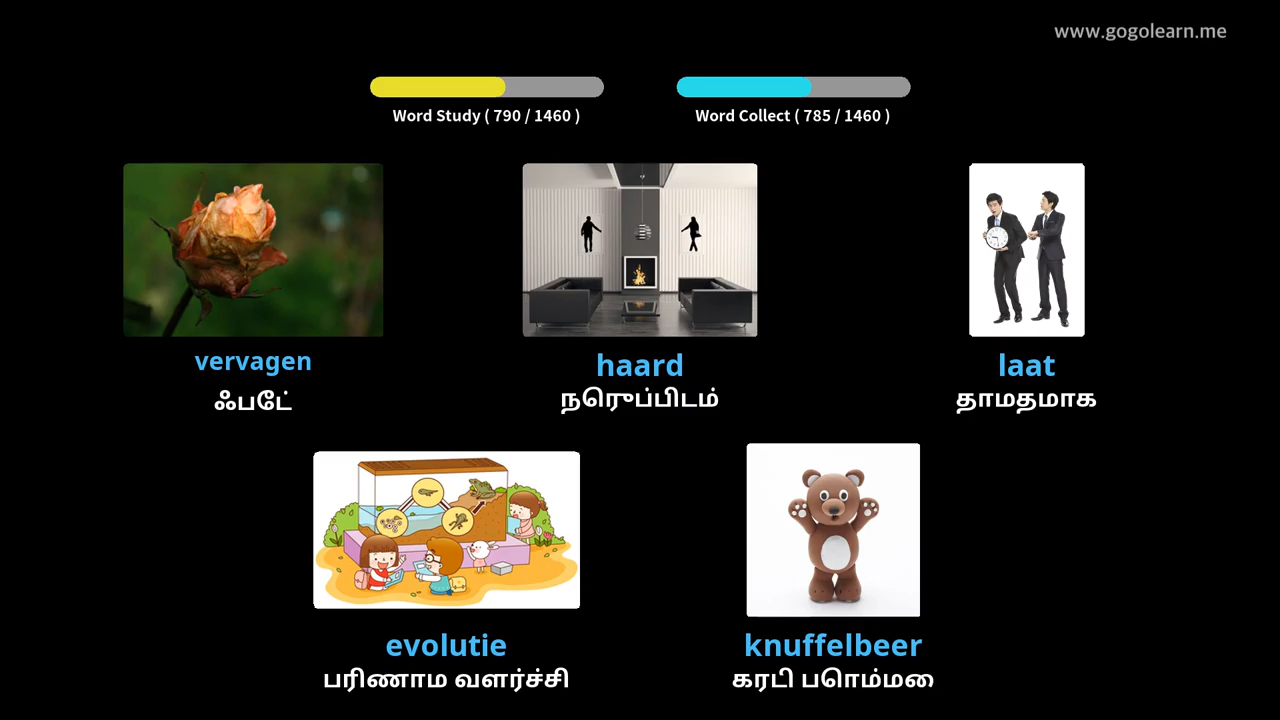 www.gogolearn.me
Word Study ( 790 / 1460 )
Word Collect ( 785 / 1460 )
vervagen
ஃபேட்
haard
நெருப்பிடம்
laat
தாமதமாக
evolutie
பரிணாம வளர்ச்சி
knuffelbeer
கரடி பொம்மை